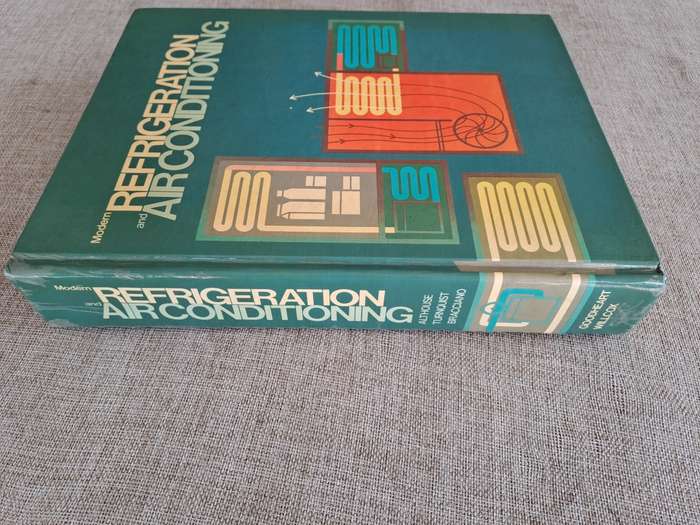 Modern
REFRIGERATION
and
AIR CONDITIONING
Modern
REFRIGERATION
and
AIR CONDITIONING
ALTHOUSE
TURNQUIST
BRACCIANO
GOODHEART
WILLCOX